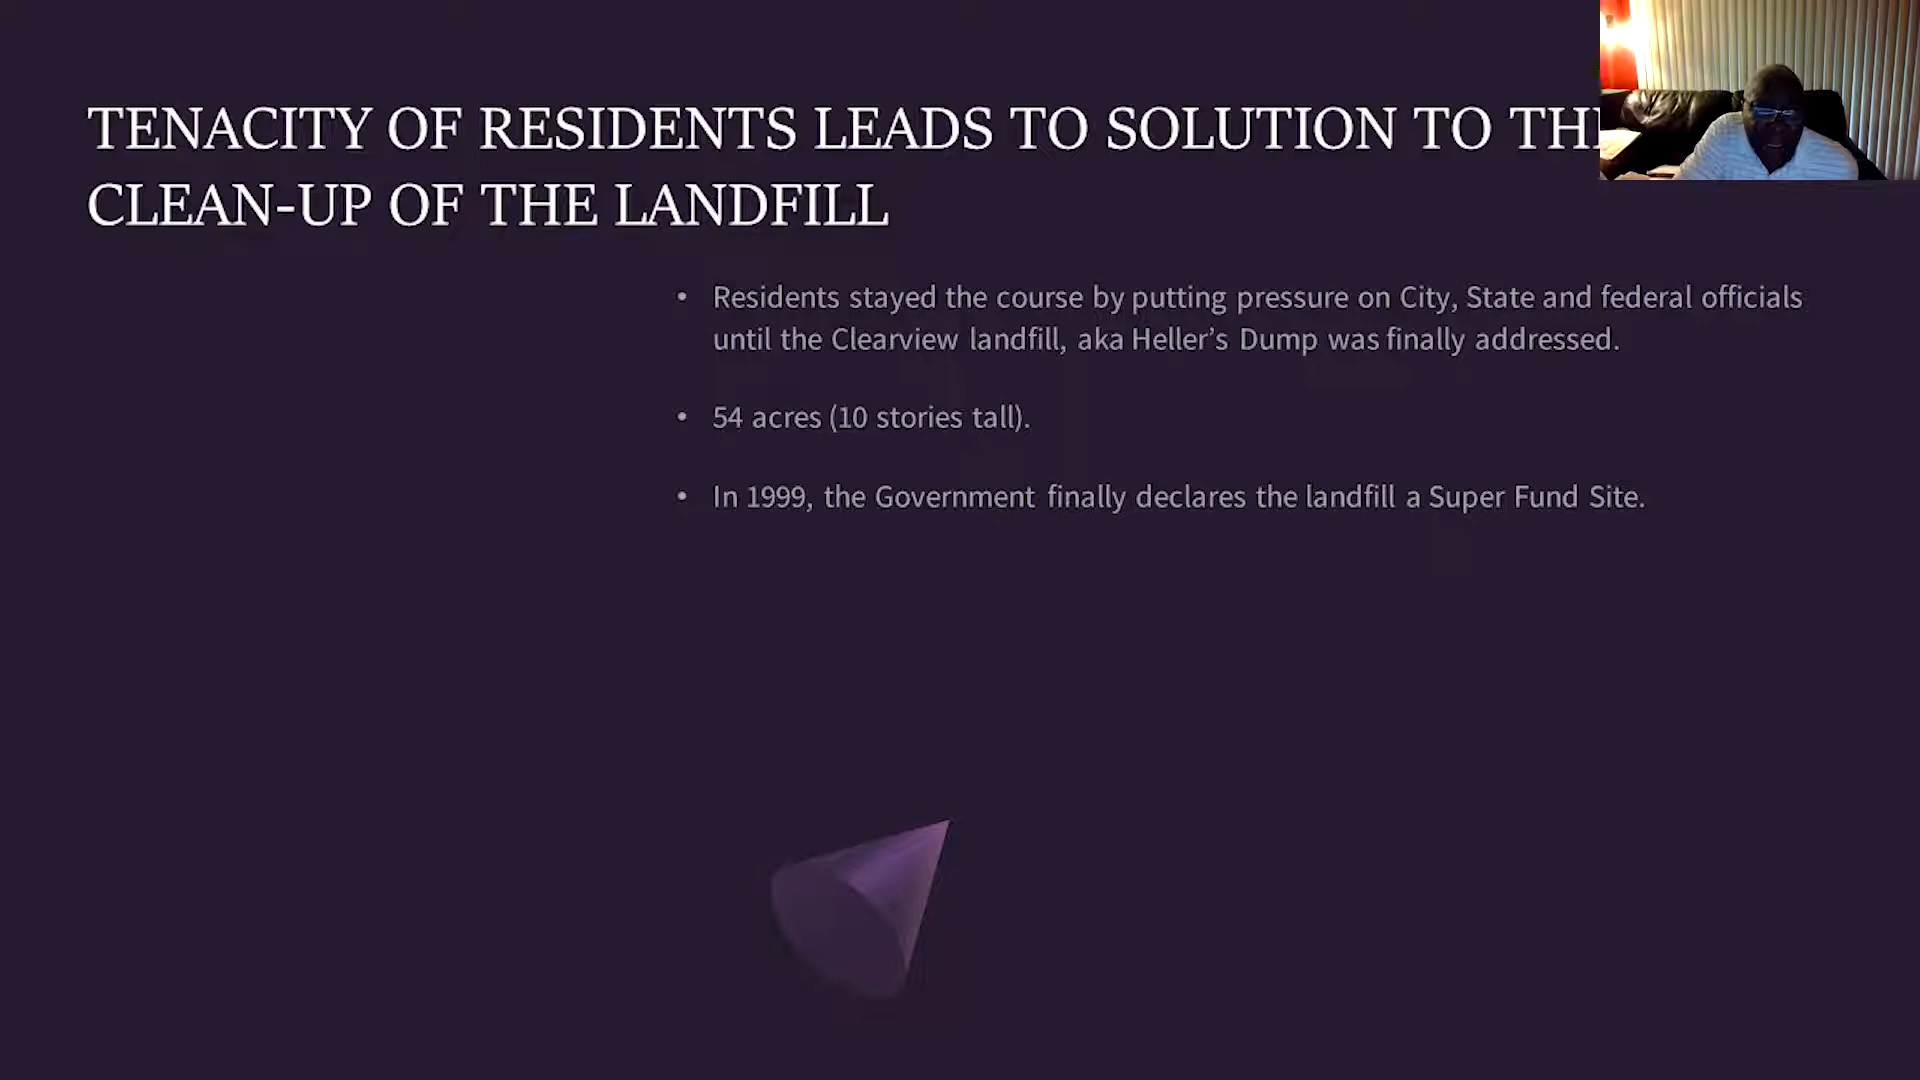 TENACITY OF RESIDENTS LEADS TO SOLUTION TO
CLEAN-UP OF THE LANDFILL
• Residents stayed the course by putting pressure on City, State and federal officials
until the Clearview landfill, aka Heller’s Dump was finally addressed.
• 54 acres (10 stories tall).
• In 1999, the Government finally declares the landfill a Super Fund Site.